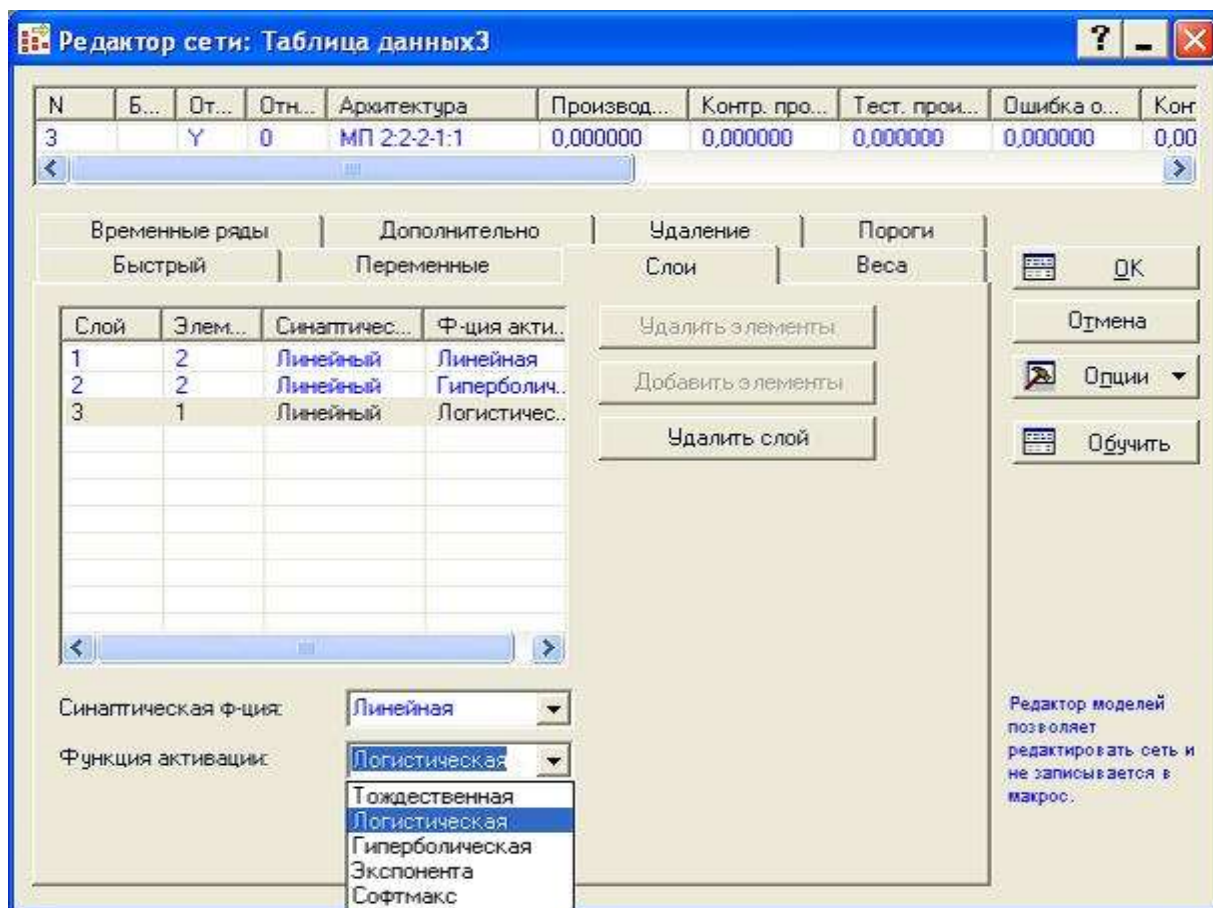 Редактор сети: Таблица данных3
N Б... От... Отн... Архитектура Производ... Контр. про... Тест. прои... Ошибка о... Конт
3 Y 0 МП 2:2-2-1:1 0,000000 0,000000 0,000000 0,000000 0,00
Временные ряды Дополнительно Удаление Пороги
Быстрый Переменные Слои Веса
OK
Отмена
Опции
Обучить
Слой Элем... Синаптичес... Ф-ция акти..
1 2 Линейный Линейная
2 2 Линейный Гиперболич..
3 1 Линейный Логистичес..
Удалить элементы
Добавить элементы
Удалить слой
Синаптическая ф-ция: Линейная
Функция активации: Логистическая
Тождественная
Логистическая
Гиперболическая
Экспонента
Софтмакс
Редактор моделей
позволяет
редактировать сеть и
не записывается в
макрос.